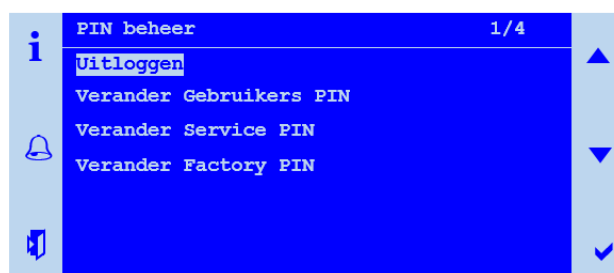 PIN beheer 1/4
Uitloggen
Verander Gebruikers PIN
Verander Service PIN
Verander Factory PIN